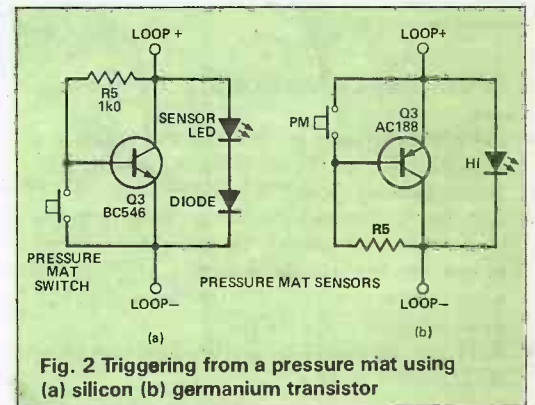 LOOP +
LOOP+
R5
1k0
SENSOR
LED
PM
Q3
AC188
Hi
Q3
BC546
DIODE
R5
PRESSURE
MAT
SWITCH
PRESSURE MAT SENSORS
LOOP–
LOOP–
(a)
(b)
Fig. 2 Triggering from a pressure mat using
(a) silicon (b) germanium transistor